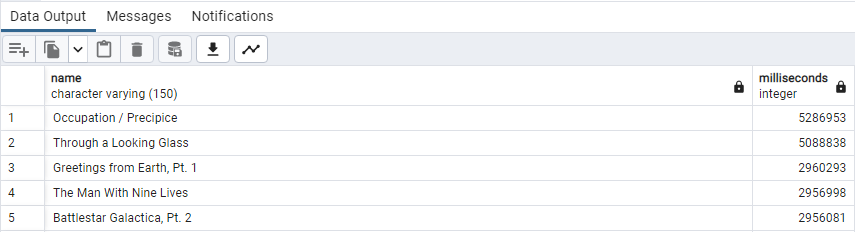 Data Output Messages Notifications
name milliseconds
character varying (150) integer
1 Occupation / Precipice 5286953
2 Through a Looking Glass 5088838
3 Greetings from Earth, Pt. 1 2960293
4 The Man With Nine Lives 2956998
5 Battlestar Galactica, Pt. 2 2956081